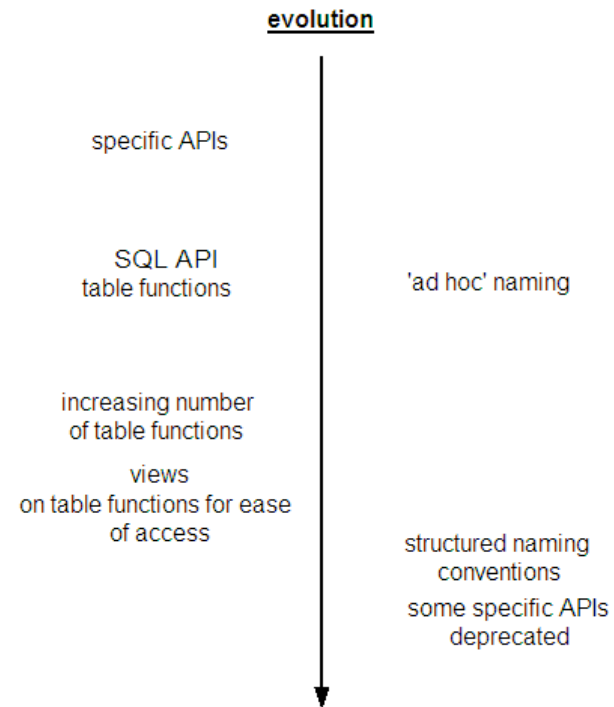 evolution
specific APIs
SQL API
table functions
'ad hoc' naming
increasing number
of table functions
views
on table functions for ease
of access
structured naming
conventions
some specific APIs
deprecated